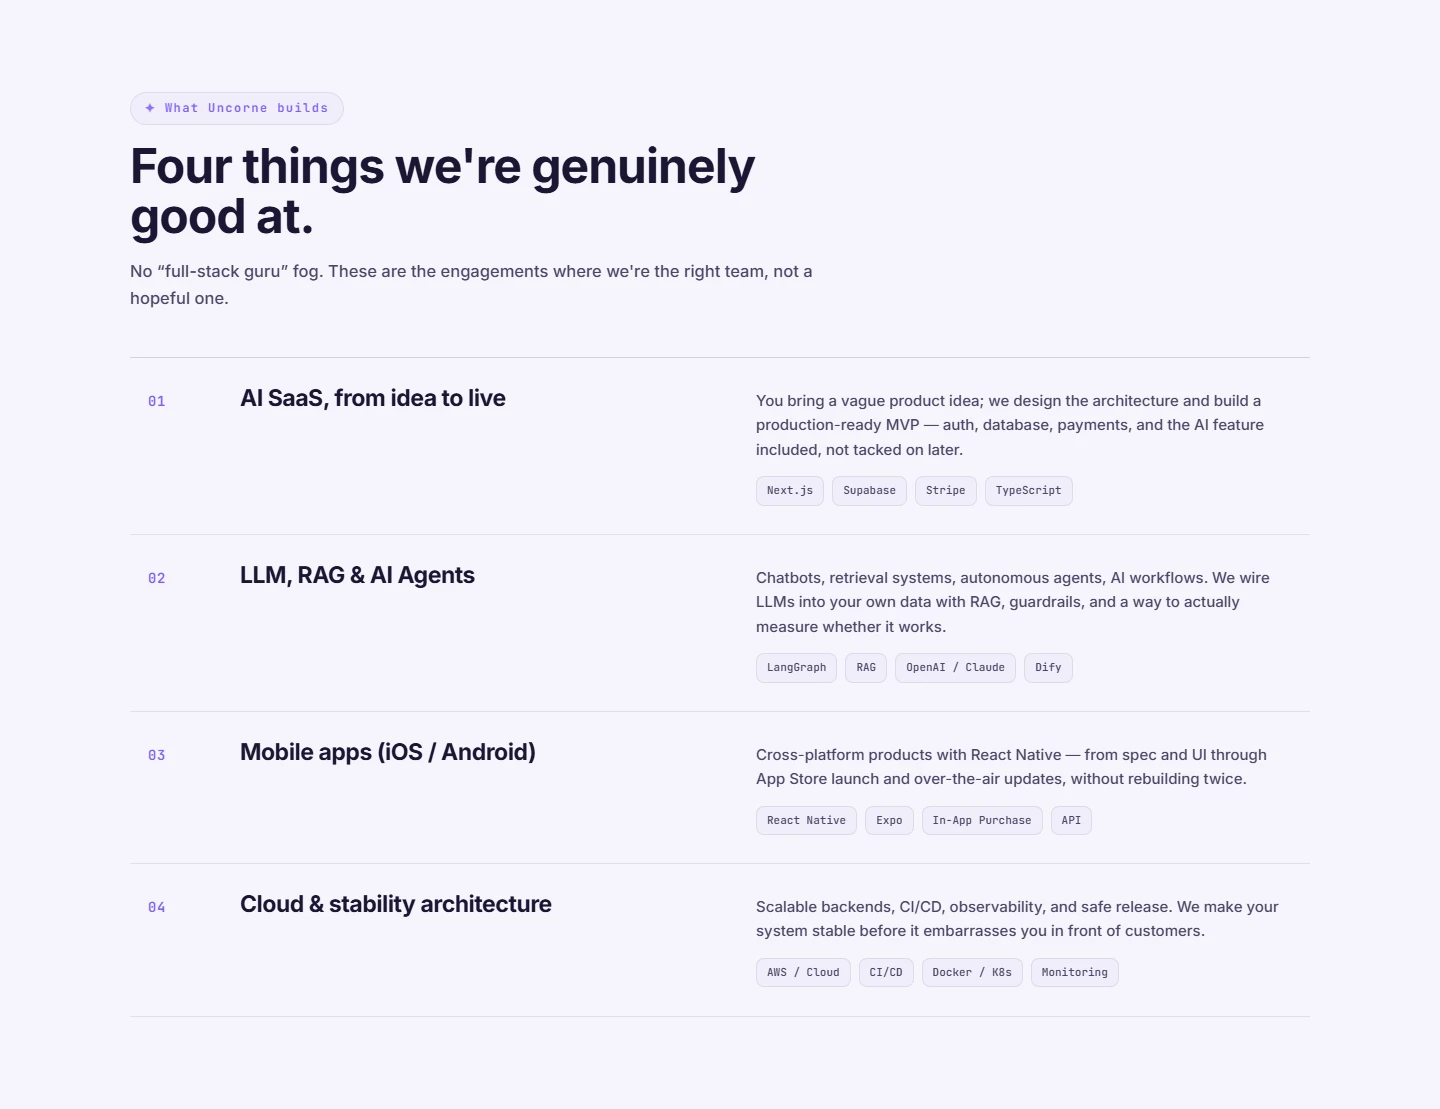 ✦ What Uncorne builds
Four things we're genuinely
good at.
No “full-stack guru” fog. These are the engagements where we're the right team, not a
hopeful one.
01
AI SaaS, from idea to live
You bring a vague product idea; we design the architecture and build a
production-ready MVP — auth, database, payments, and the AI feature
included, not tacked on later.
Next.js Supabase Stripe TypeScript
02
LLM, RAG & AI Agents
Chatbots, retrieval systems, autonomous agents, AI workflows. We wire
LLMs into your own data with RAG, guardrails, and a way to actually
measure whether it works.
LangGraph RAG OpenAI / Claude Dify
03
Mobile apps (iOS / Android)
Cross-platform products with React Native — from spec and UI through
App Store launch and over-the-air updates, without rebuilding twice.
React Native Expo In-App Purchase API
04
Cloud & stability architecture
Scalable backends, CI/CD, observability, and safe release. We make your
system stable before it embarrasses you in front of customers.
AWS / Cloud CI/CD Docker / K8s Monitoring